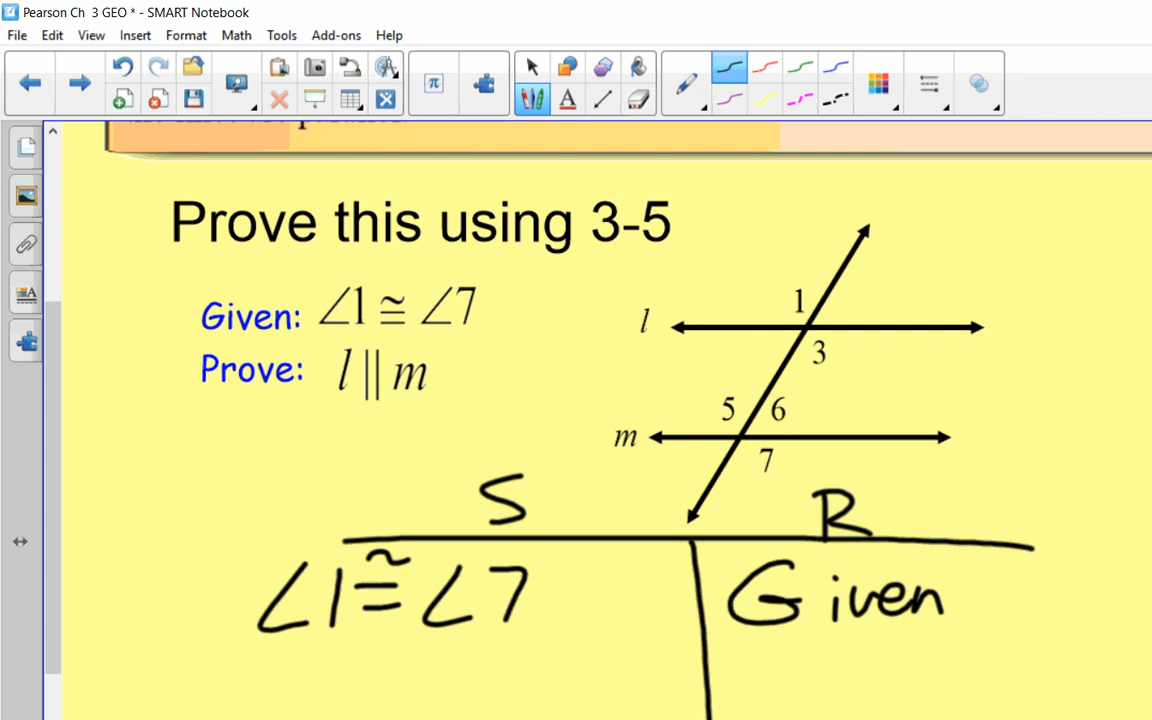 Pearson Ch 3 GEO * - SMART Notebook
File Edit View Insert Format Math Tools Add-ons Help
Prove this using 3-5
Given: ∠1 ≅ ∠7
Prove: l || m
1
l
3
5 6
m
7
S R
∠1 ≅ ∠7 Given